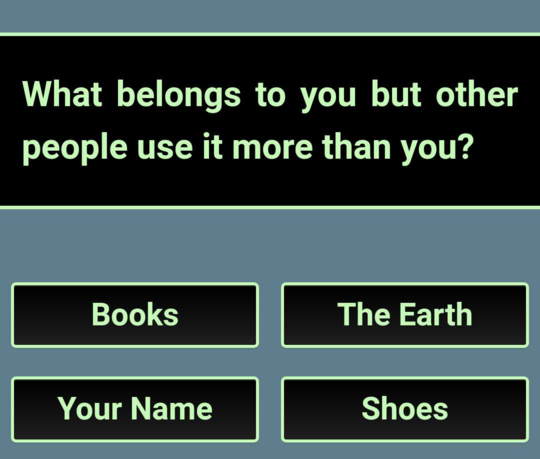 What belongs to you but other
people use it more than you?
Books
The Earth
Your Name
Shoes